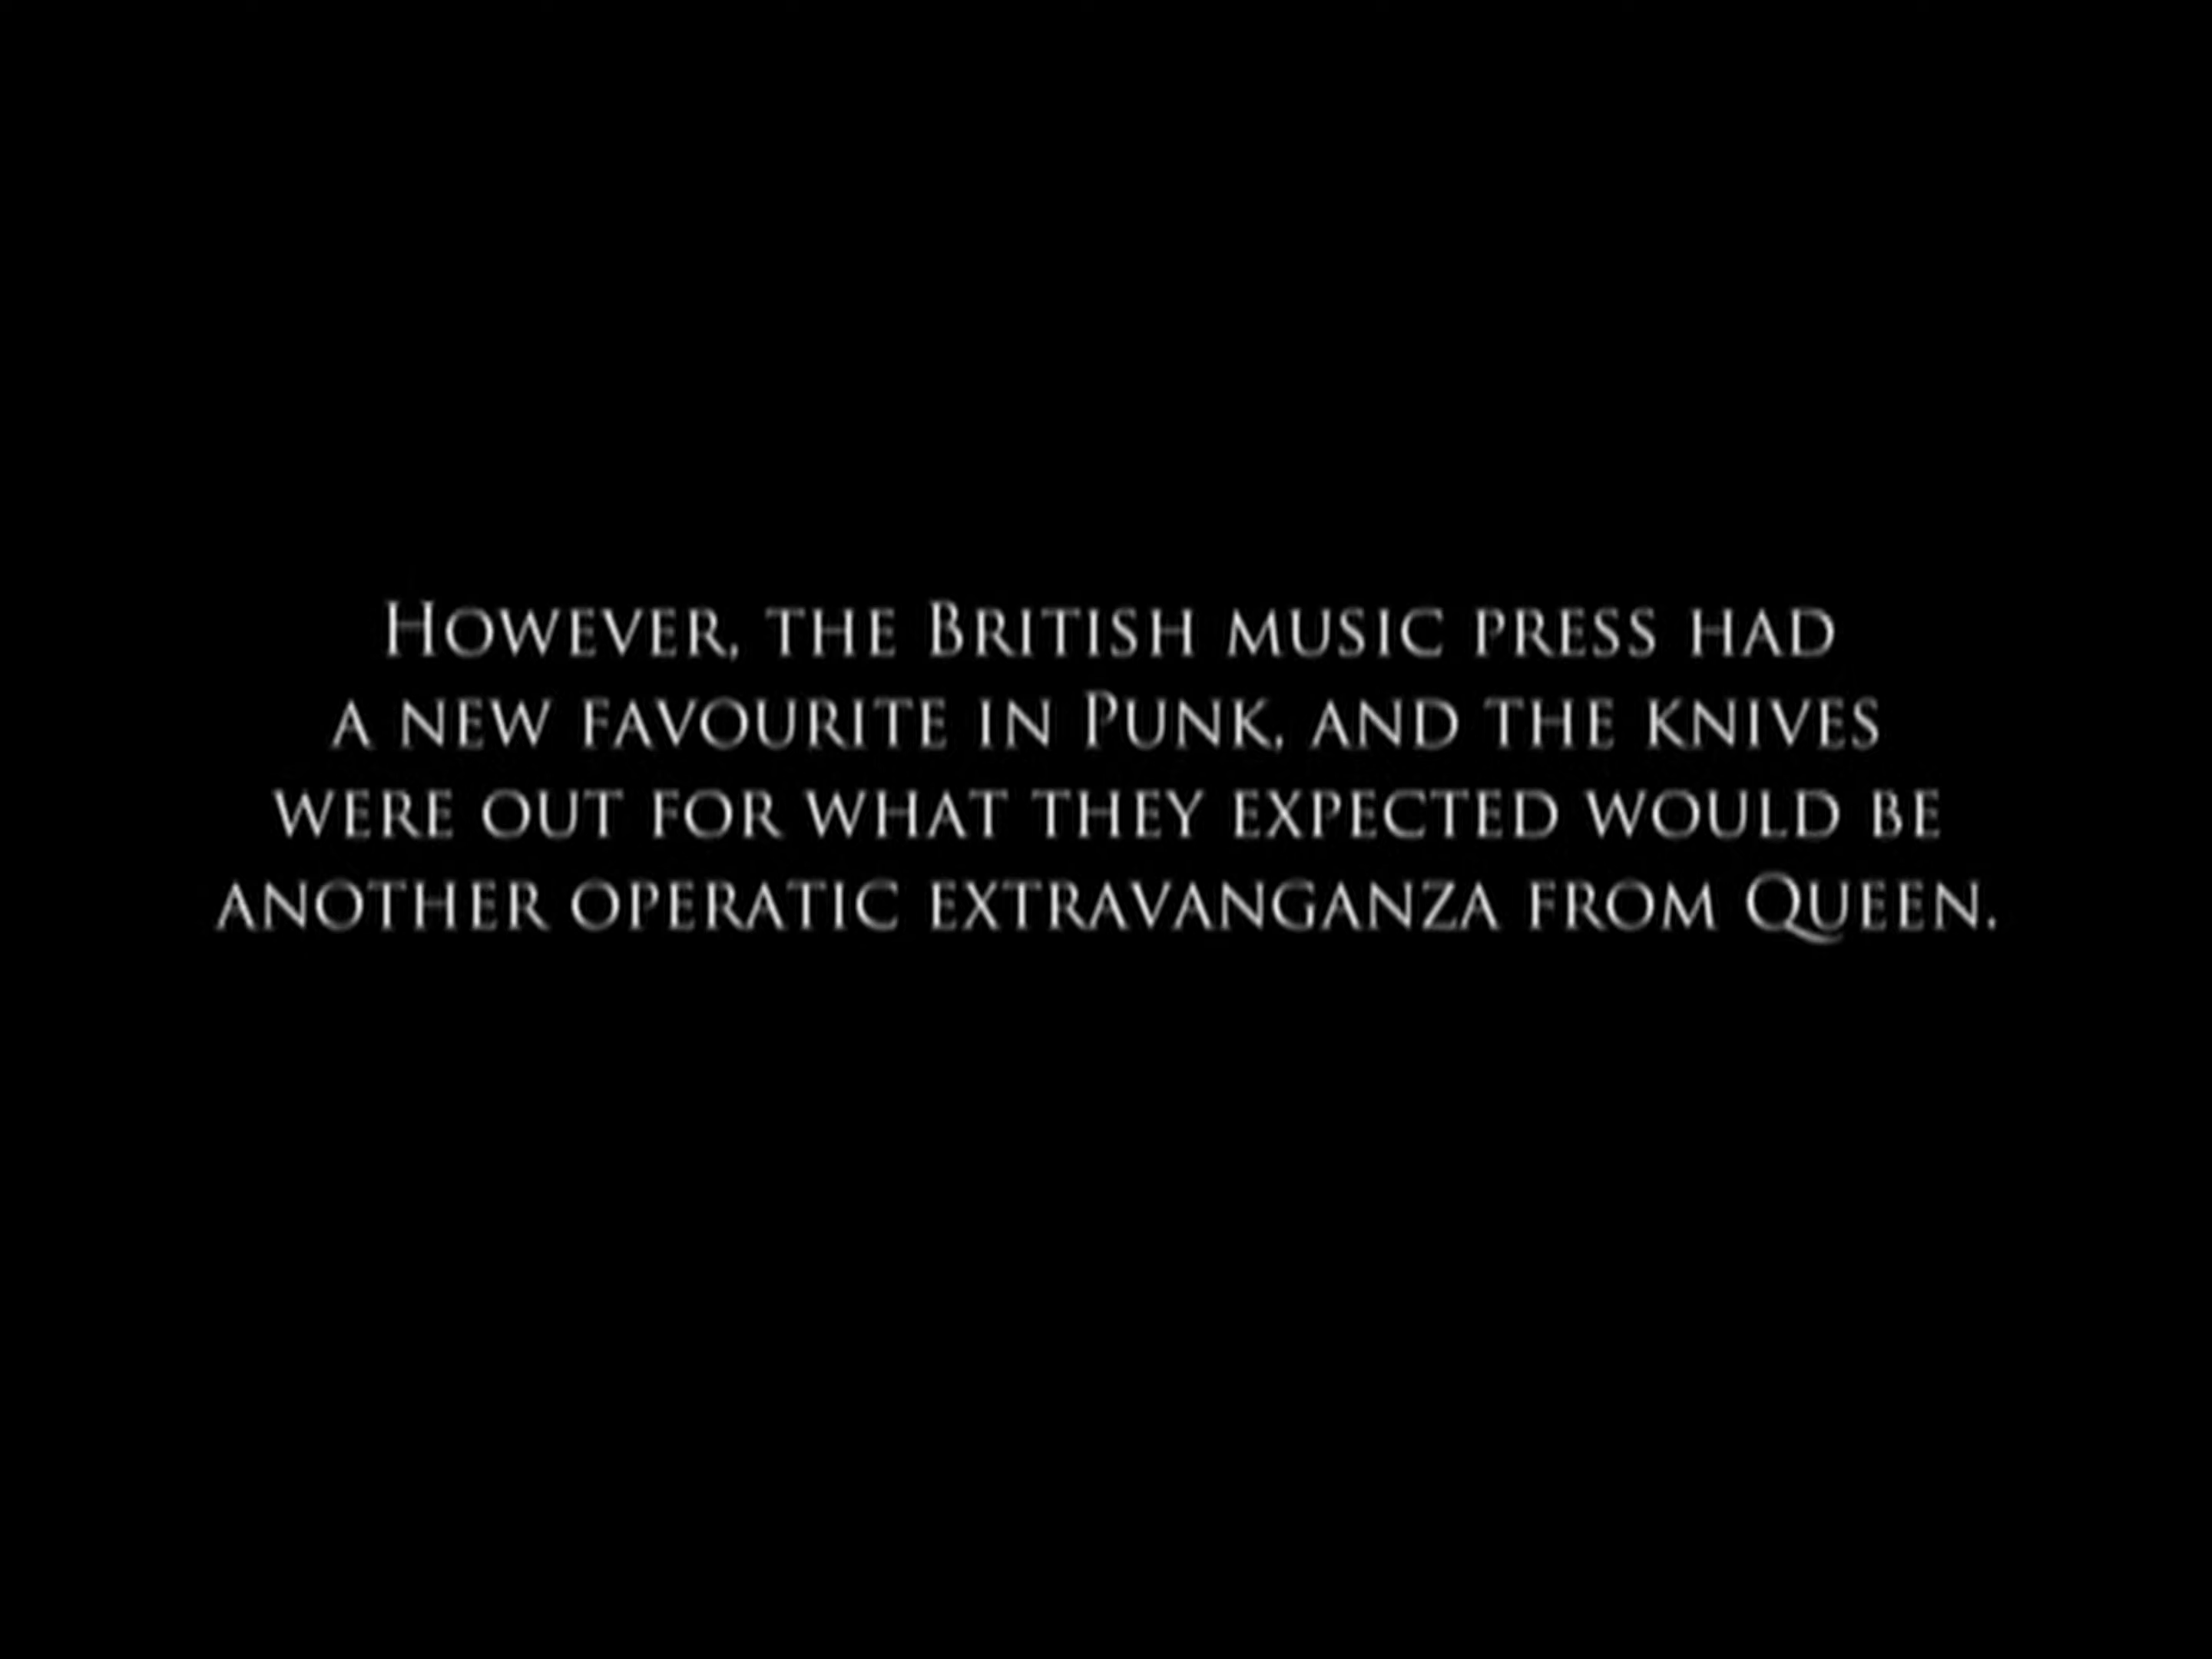 However, the British music press had
a new favourite in Punk, and the knives
were out for what they expected would be
another operatic extravanganza from Queen.